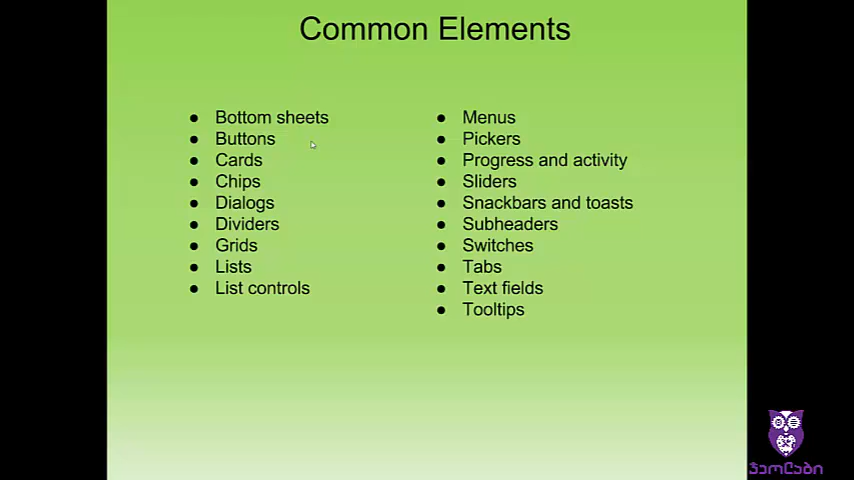 Common Elements
● Bottom sheets
● Buttons
● Cards
● Chips
● Dialogs
● Dividers
● Grids
● Lists
● List controls
● Menus
● Pickers
● Progress and activity
● Sliders
● Snackbars and toasts
● Subheaders
● Switches
● Tabs
● Text fields
● Tooltips